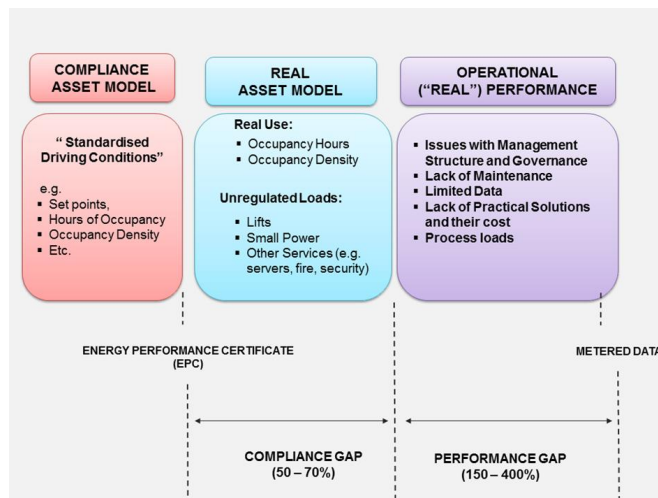 COMPLIANCE
ASSET MODEL
REAL
ASSET MODEL
OPERATIONAL
("REAL") PERFORMANCE
" Standardised
Driving Conditions"
e.g.
▪ Set points,
▪ Hours of Occupancy
▪ Occupancy Density
▪ Etc.
Real Use:
▪ Occupancy Hours
▪ Occupancy Density
Unregulated Loads:
▪ Lifts
▪ Small Power
▪ Other Services (e.g.
servers, fire, security)
▪ Issues with Management
Structure and Governance
▪ Lack of Maintenance
▪ Limited Data
▪ Lack of Practical Solutions
and their cost
▪ Process loads
ENERGY PERFORMANCE CERTIFICATE
(EPC)
METERED DATA
COMPLIANCE GAP
(50 – 70%)
PERFORMANCE GAP
(150 – 400%)